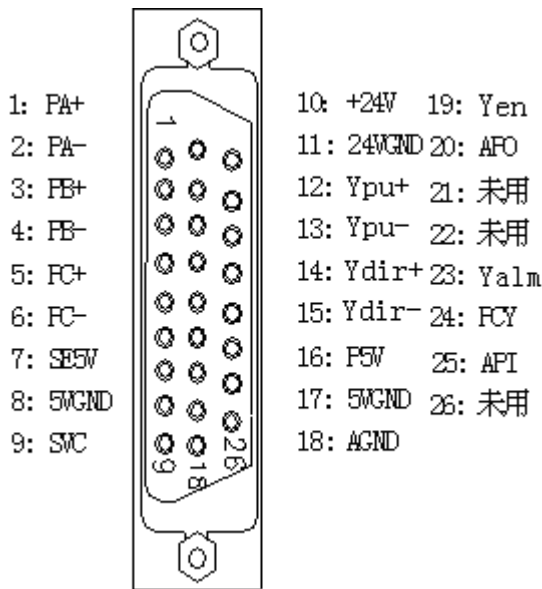 1: PA+
2: PA-
3: PB+
4: PB-
5: PC+
6: PC-
7: SE5V
8: 5VGND
9: SVC
1
9
18
26
10: +24V 19: Yen
11: 24VGND 20: APO
12: Ypu+ 21: 未用
13: Ypu- 22: 未用
14: Ydir+ 23: Yalm
15: Ydir- 24: PCY
16: P5V 25: API
17: 5VGND 26: 未用
18: AGND